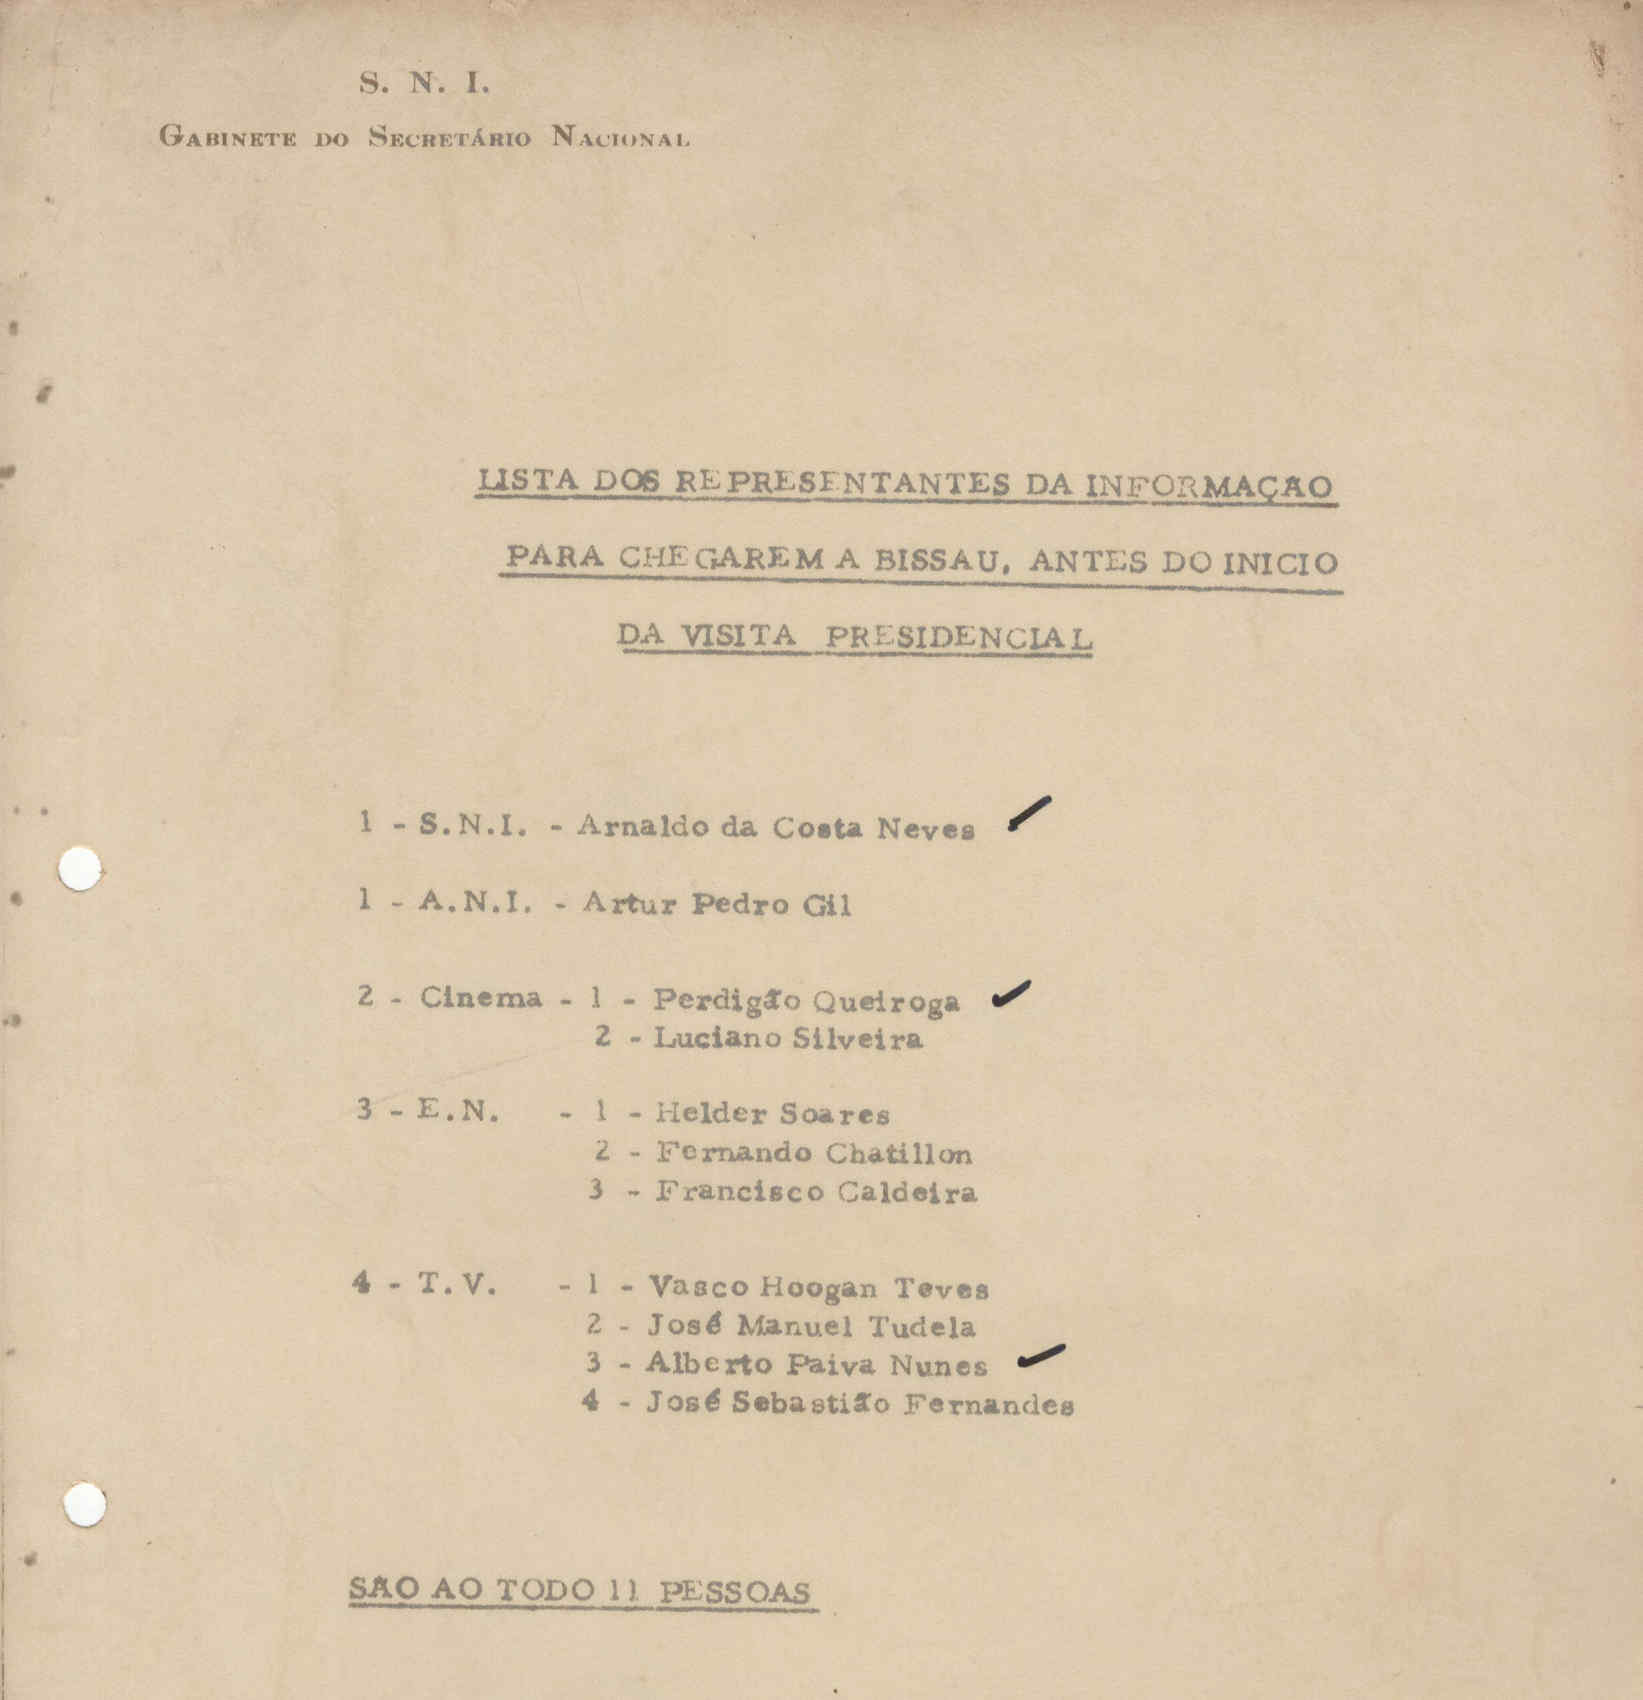 S. N. I.
GABINETE DO SECRETÁRIO NACIONAL
LISTA DOS REPRESENTANTES DA INFORMAÇÃO
PARA CHEGAREM A BISSAU, ANTES DO INICIO
DA VISITA PRESIDENCIAL
1 - S.N.I. - Arnaldo da Costa Neves ✓
1 - A.N.I. - Artur Pedro Gil
2 - Cinema - 1 - Perdigão Queiroga ✓
2 - Luciano Silveira
3 - E.N. - 1 - Helder Soares
2 - Fernando Chatillon
3 - Francisco Caldeira
4 - T.V. - 1 - Vasco Hoogan Teves
2 - José Manuel Tudela
3 - Alberto Paiva Nunes ✓
4 - José Sebastião Fernandes
SÃO AO TODO 11 PESSOAS